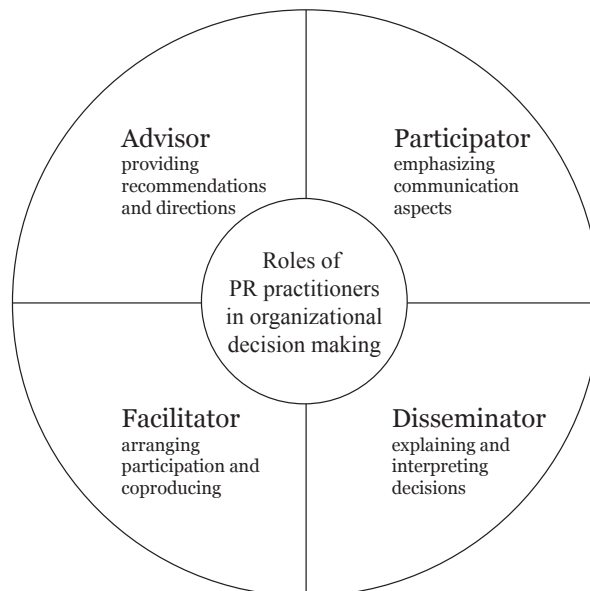 Advisor
providing
recommendations
and directions
Participator
emphasizing
communication
aspects
Roles of
PR practitioners
in organizational
decision making
Facilitator
arranging
participation and
coproducing
Disseminator
explaining and
interpreting
decisions